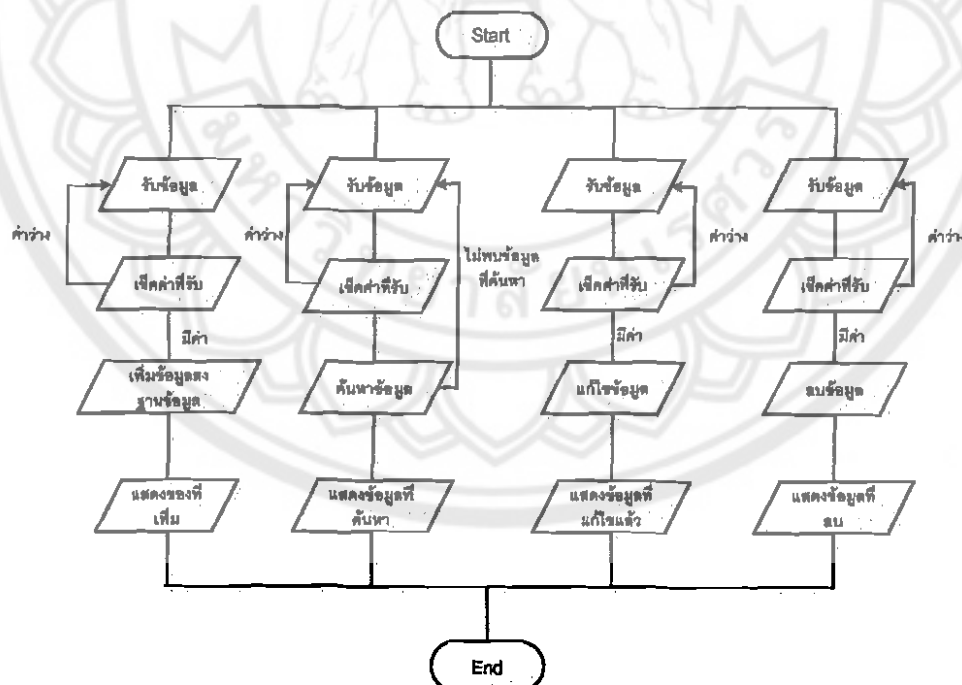 Start
รับข้อมูล
รับข้อมูล
รับข้อมูล
รับข้อมูล
ค่าว่าง
ค่าว่าง
ไม่พบข้อมูล
ที่ค้นหา
ค่าว่าง
ค่าว่าง
เช็คค่าที่รับ
เช็คค่าที่รับ
เช็คค่าที่รับ
เช็คค่าที่รับ
มีค่า
มีค่า
มีค่า
เพิ่มข้อมูลลง
ฐานข้อมูล
ค้นหาข้อมูล
แก้ไขข้อมูล
ลบข้อมูล
แสดงของที่
เพิ่ม
แสดงข้อมูลที่
ค้นหา
แสดงข้อมูลที่
แก้ไขแล้ว
แสดงข้อมูลที่
ลบ
End